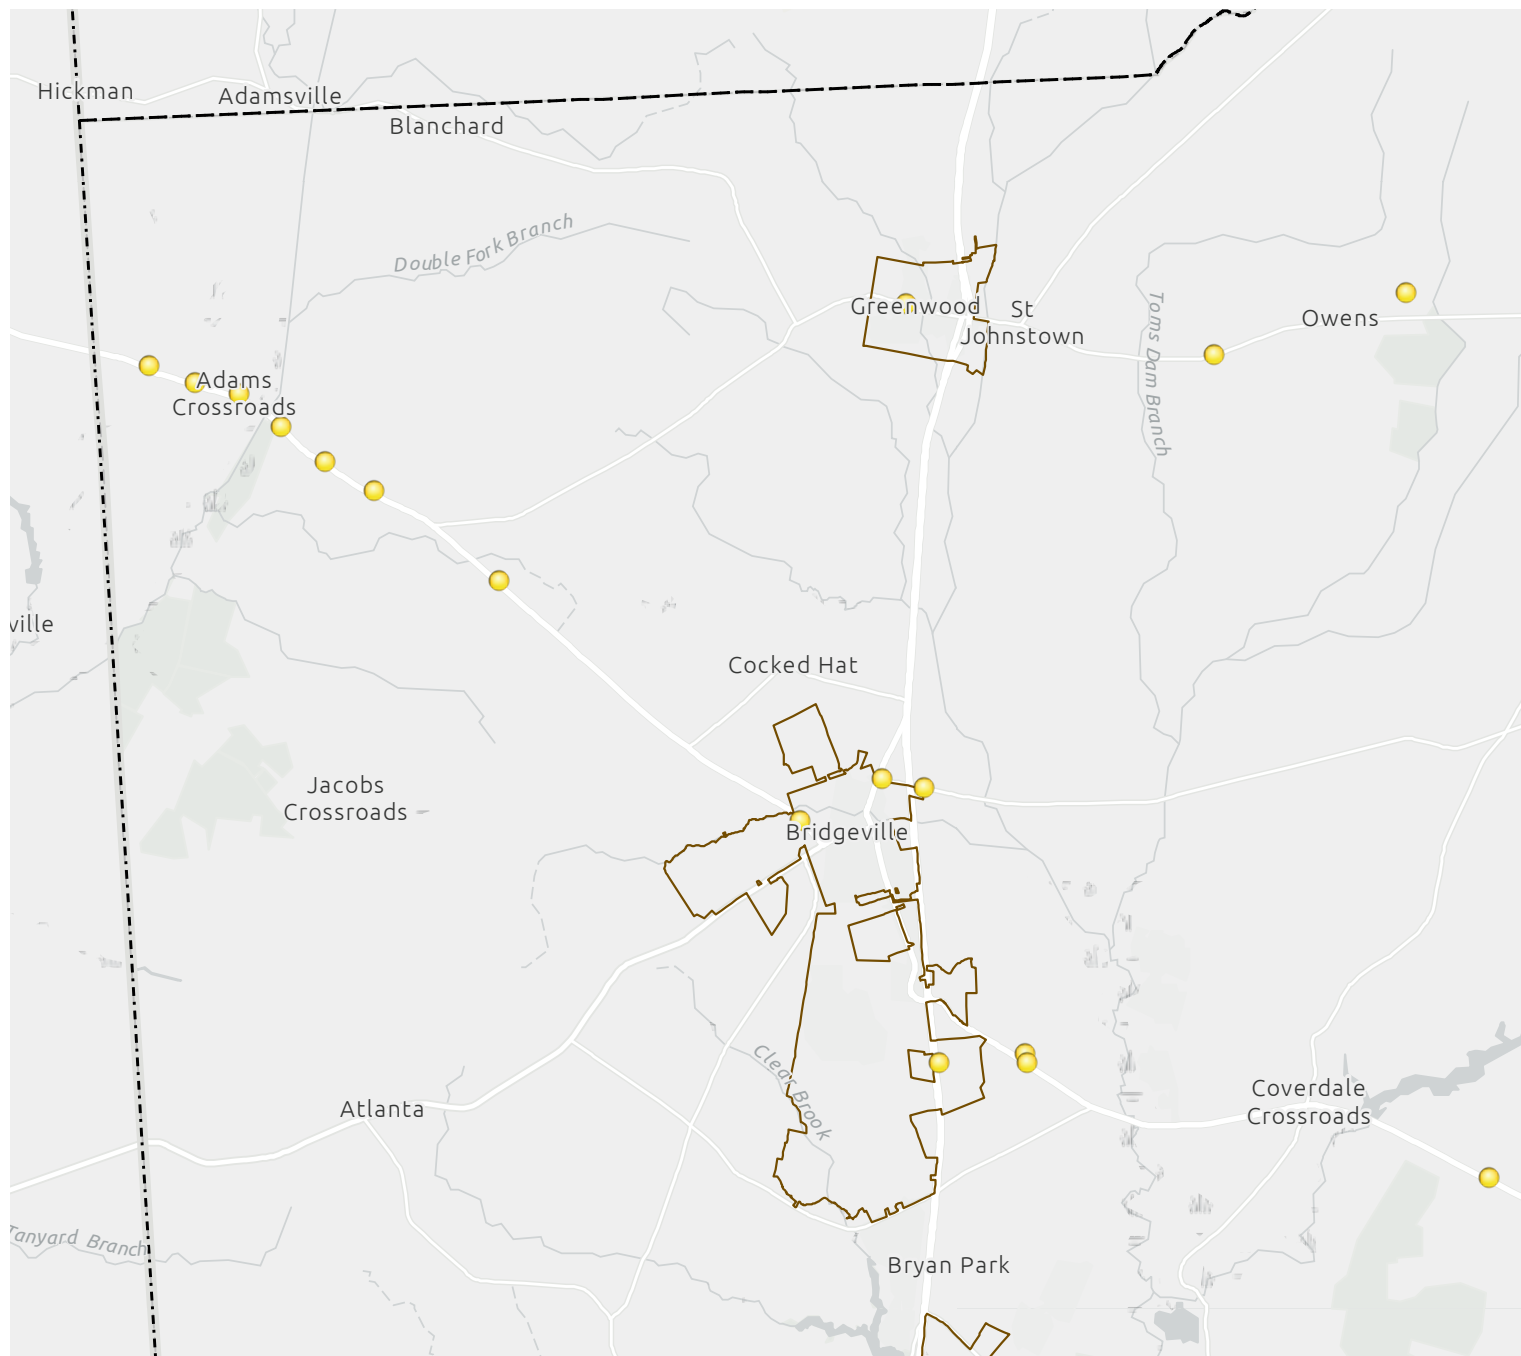 Hickman
Adamsville
Blanchard
Double Fork Branch
Greenwood
St
Johnstown
Owens
Toms Dam Branch
Adams
Crossroads
ville
Cocked Hat
Jacobs
Crossroads
Bridgeville
Clear Brook
Atlanta
Coverdale
Crossroads
Tanyard Branch
Bryan Park